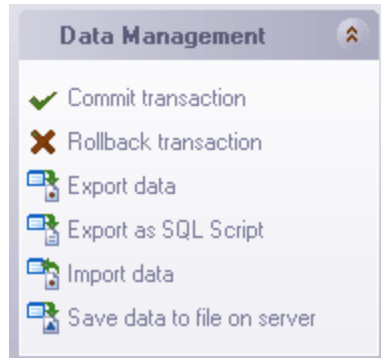 Data Management
Commit transaction
Rollback transaction
Export data
Export as SQL Script
Import data
Save data to file on server